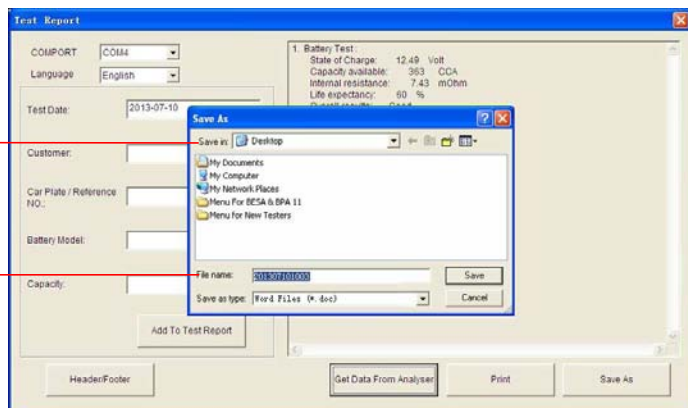 Test Report
COMPORT COM4
Language English
Test Date: 2013-07-10
Customer:
Car Plate / Reference
NO.:
Battery Model:
Capacity:
Add To Test Report
Header/Footer
1. Battery Test :
State of Charge: 12.49 Volt
Capacity available: 363 CCA
Internal resistance: 7.43 mOhm
Life expectancy: 60 %
Save As
Save in: Desktop
My Documents
My Computer
My Network Places
Menu For BESA & BPA 11
Menu for New Testers
File name: 201307101003
Save
Save as type: Word Files (*.doc)
Cancel
Get Data From Analyser
Print
Save As